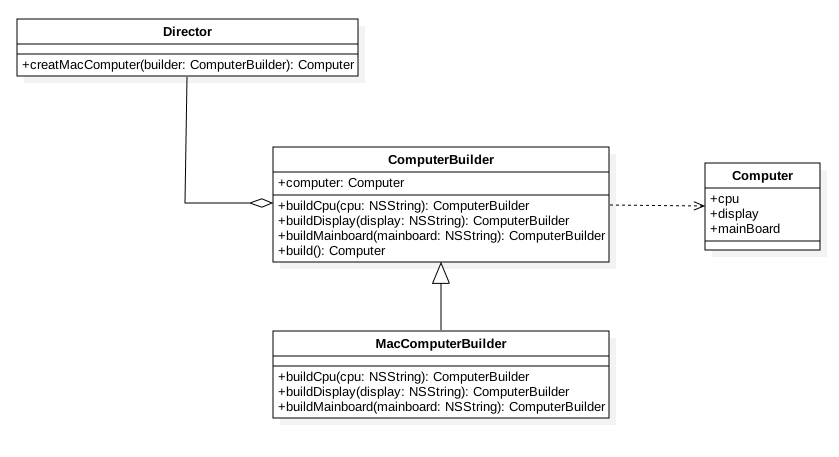 Director
+creatMacComputer(builder: ComputerBuilder): Computer
ComputerBuilder
+computer: Computer
+buildCpu(cpu: NSString): ComputerBuilder
+buildDisplay(display: NSString): ComputerBuilder
+buildMainboard(mainboard: NSString): ComputerBuilder
+build(): Computer
Computer
+cpu
+display
+mainBoard
MacComputerBuilder
+buildCpu(cpu: NSString): ComputerBuilder
+buildDisplay(display: NSString): ComputerBuilder
+buildMainboard(mainboard: NSString): ComputerBuilder